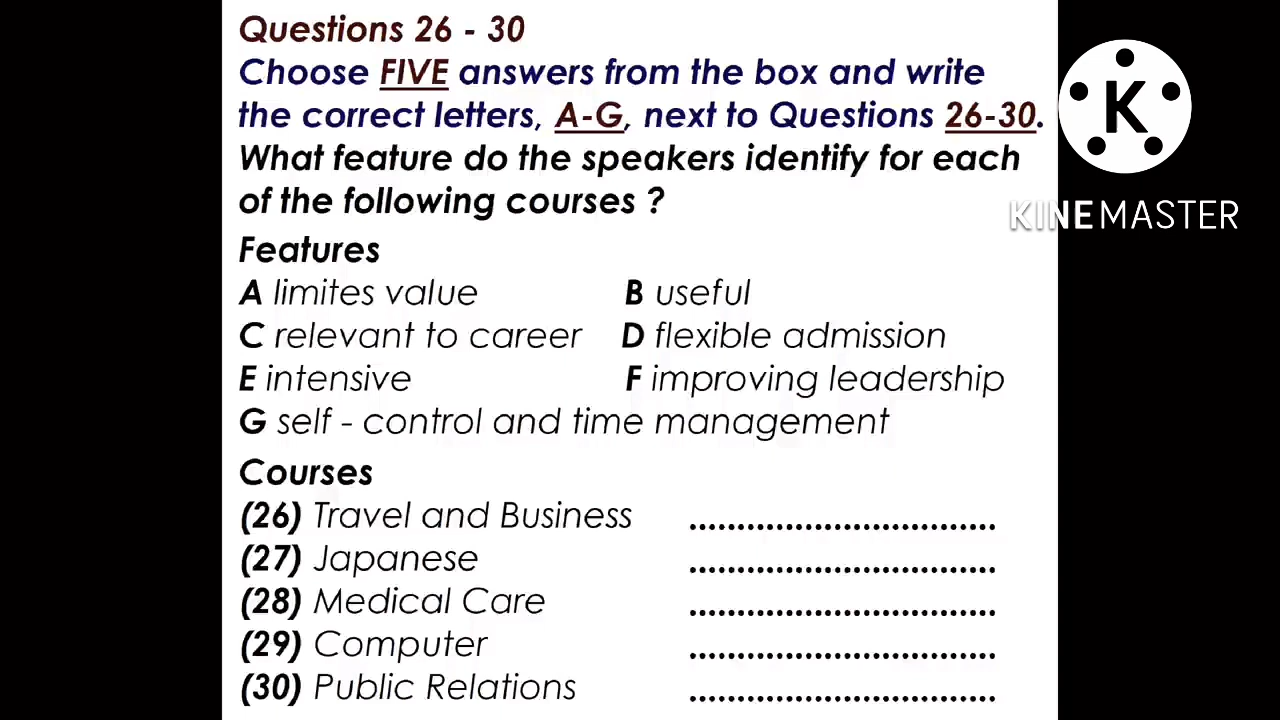 Questions 26 - 30
Choose FIVE answers from the box and write
the correct letters, A-G, next to Questions 26-30.
What feature do the speakers identify for each
of the following courses ?
Features
A limites value B useful
C relevant to career D flexible admission
E intensive F improving leadership
G self - control and time management
Courses
(26) Travel and Business ................................
(27) Japanese ................................
(28) Medical Care ................................
(29) Computer ................................
(30) Public Relations ................................
K
KINEMASTER